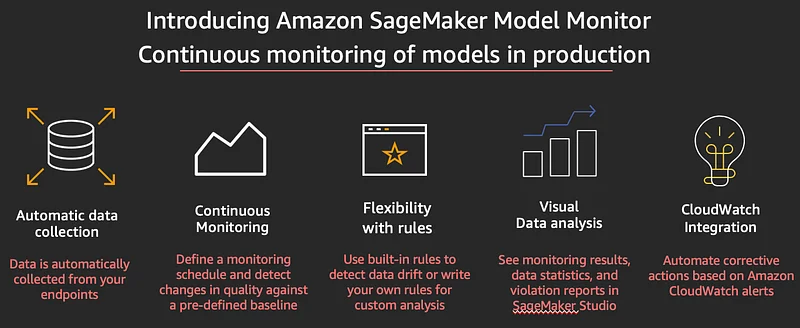 Introducing Amazon SageMaker Model Monitor
Continuous monitoring of models in production
Automatic data
collection
Data is automatically
collected from your
endpoints
Continuous
Monitoring
Define a monitoring
schedule and detect
changes in quality against
a pre-defined baseline
Flexibility
with rules
Use built-in rules to
detect data drift or write
your own rules for
custom analysis
Visual
Data analysis
See monitoring results,
data statistics, and
violation reports in
SageMaker Studio
CloudWatch
Integration
Automate corrective
actions based on Amazon
CloudWatch alerts